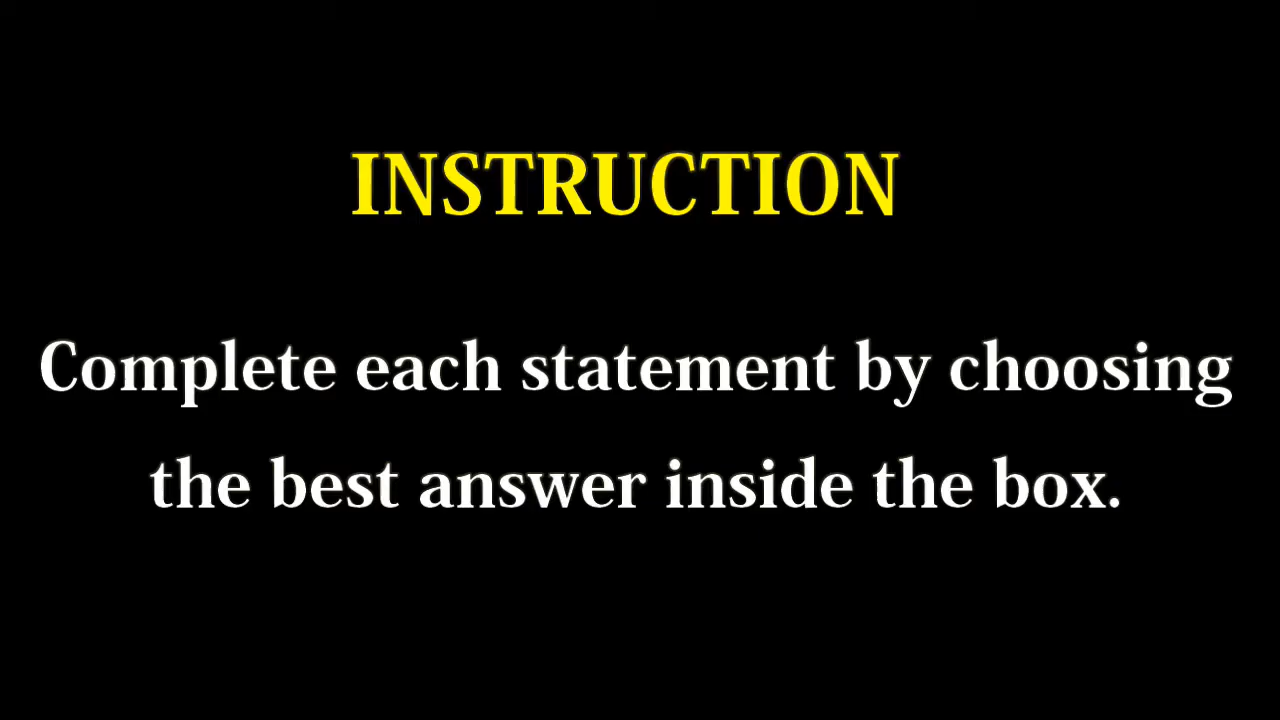 INSTRUCTION
Complete each statement by choosing
the best answer inside the box.